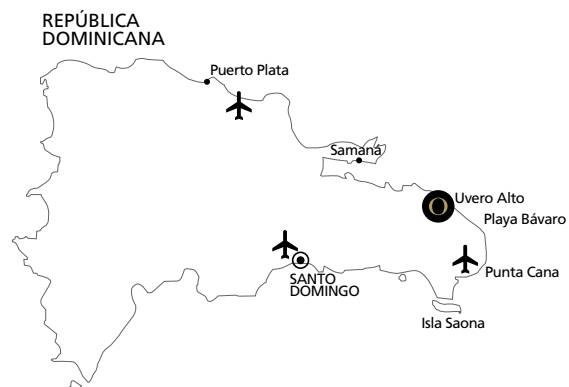 REPÚBLICA
DOMINICANA
Puerto Plata
Samaná
O
Uvero Alto
Playa Bávaro
Punta Cana
SANTO
DOMINGO
Isla Saona